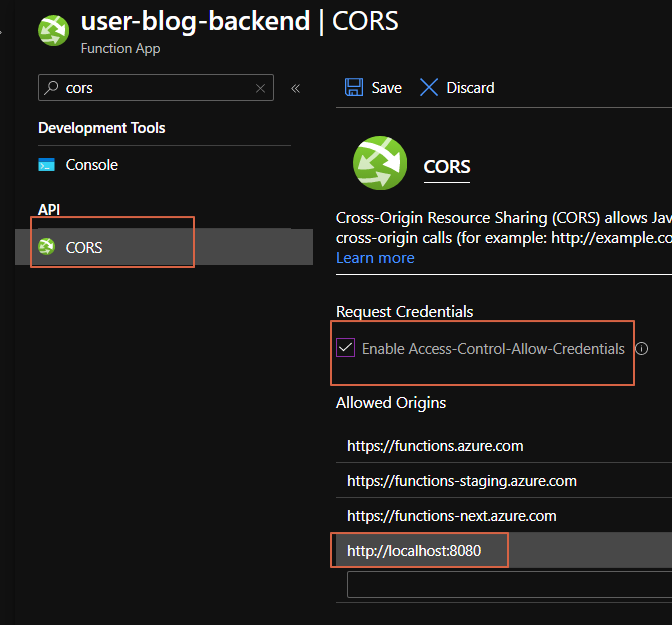 user-blog-backend | CORS
Function App
cors
«
Save
Discard
Development Tools
Console
API
CORS
CORS
Cross-Origin Resource Sharing (CORS) allows Jav
cross-origin calls (for example: http://example.co
Learn more
Request Credentials
Enable Access-Control-Allow-Credentials
Allowed Origins
https://functions.azure.com
https://functions-staging.azure.com
https://functions-next.azure.com
http://localhost:8080